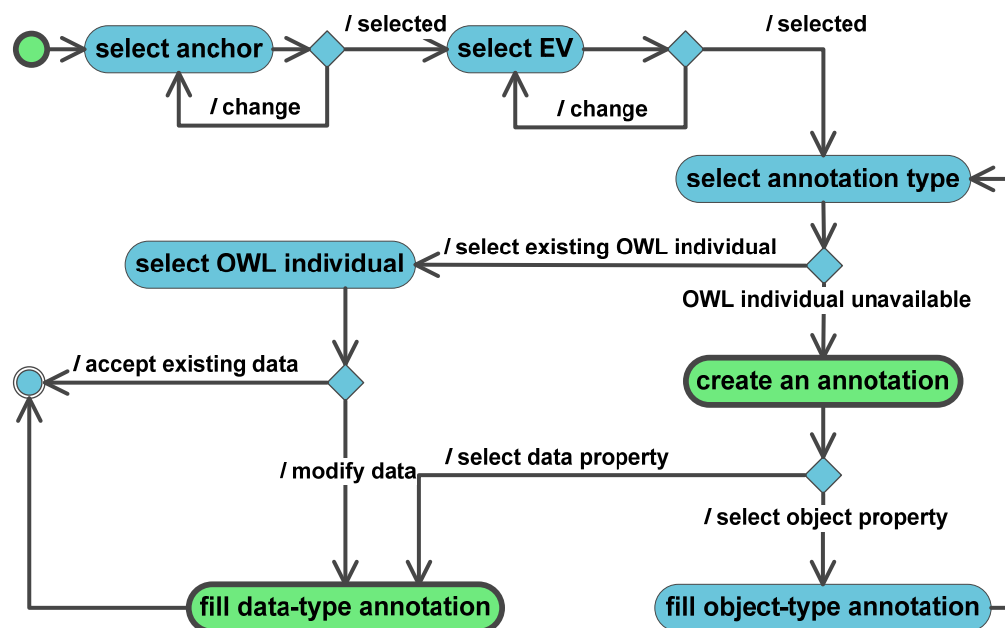 / selected
/ selected
select anchor
select EV
/ change
/ change
select annotation type
/ select existing OWL individual
select OWL individual
OWL individual unavailable
/ accept existing data
create an annotation
/ select data property
/ modify data
/ select object property
fill data-type annotation
fill object-type annotation